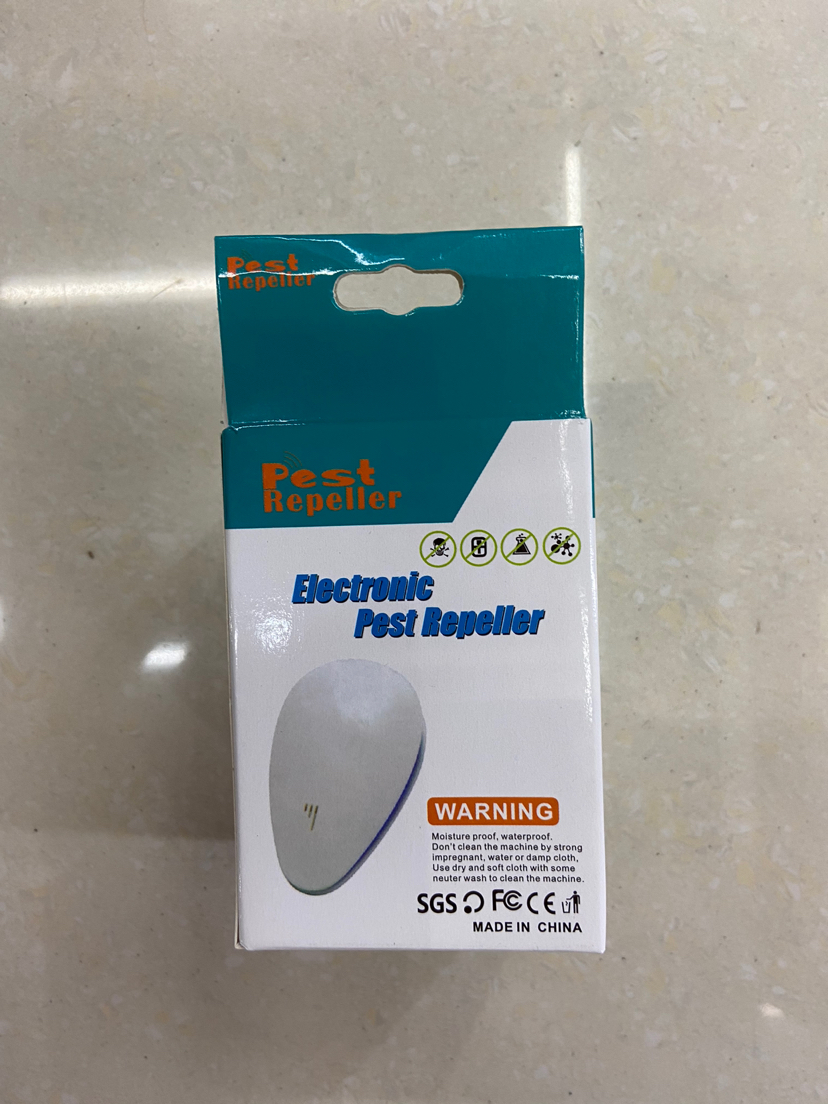 Pest
Repeller
Pest
Repeller
Electronic
Pest Repeller
WARNING
Moisture proof, waterproof.
Don't clean the machine by strong
impregnant, water or damp cloth,
Use dry and soft cloth with some
neuter wash to clean the machine.
SGS FC CE
MADE IN CHINA